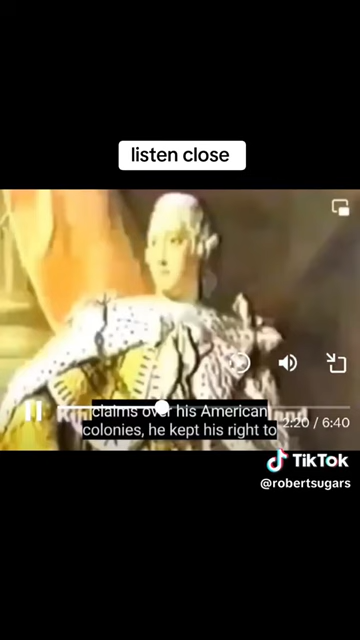 listen close
claims over his American
colonies, he kept his right to
2:20 / 6:40
TikTok
@robertsugars